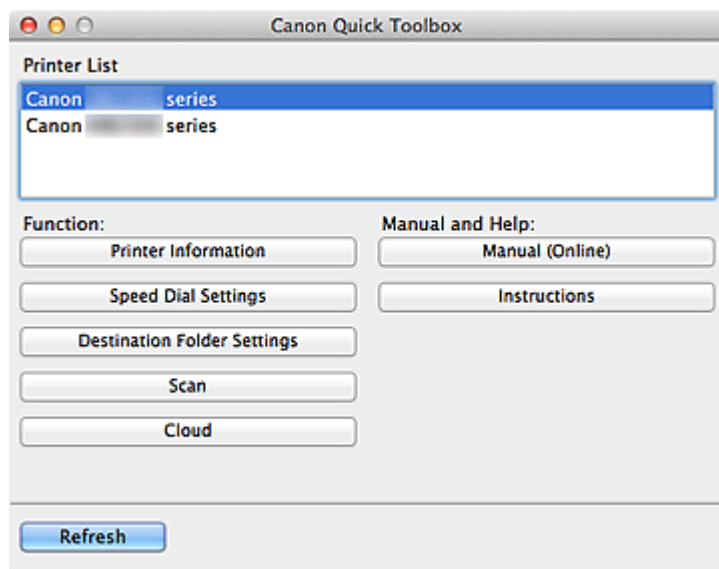 Canon Quick Toolbox
Printer List
Canon series
Canon series
Function:
Printer Information
Speed Dial Settings
Destination Folder Settings
Scan
Cloud
Manual and Help:
Manual (Online)
Instructions
Refresh